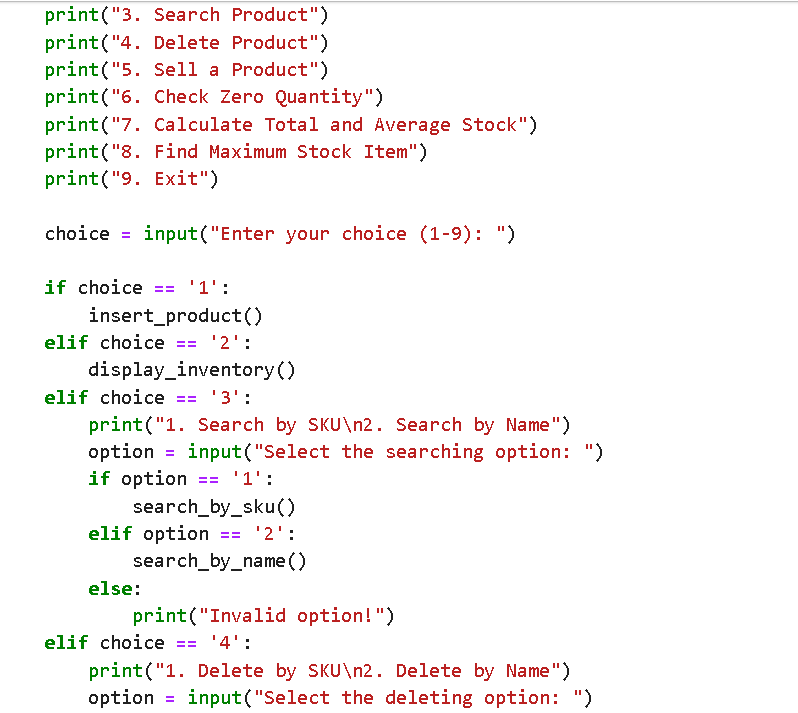 print("3. Search Product")
print("4. Delete Product")
print("5. Sell a Product")
print("6. Check Zero Quantity")
print("7. Calculate Total and Average Stock")
print("8. Find Maximum Stock Item")
print("9. Exit")

choice = input("Enter your choice (1-9): ")

if choice == '1':
    insert_product()
elif choice == '2':
    display_inventory()
elif choice == '3':
    print("1. Search by SKU\n2. Search by Name")
    option = input("Select the searching option: ")
    if option == '1':
        search_by_sku()
    elif option == '2':
        search_by_name()
    else:
        print("Invalid option!")
elif choice == '4':
    print("1. Delete by SKU\n2. Delete by Name")
    option = input("Select the deleting option: ")